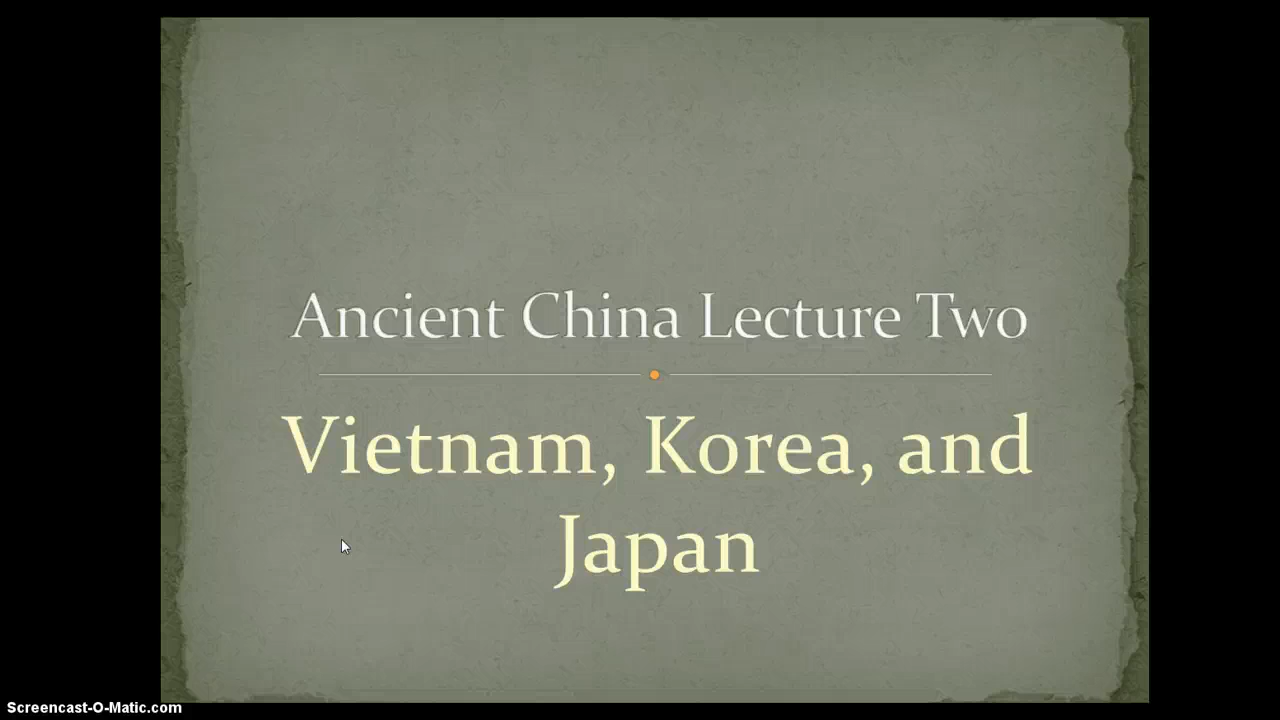 Ancient China Lecture Two
Vietnam, Korea, and
Japan
Screencast-O-Matic.com